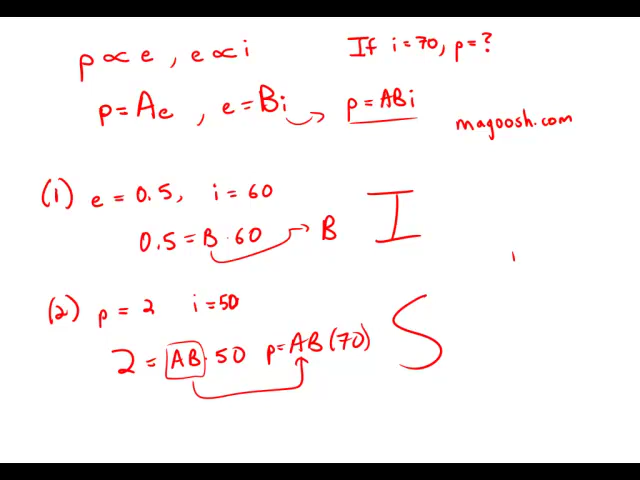 p ∝ e , e ∝ i
If i = 70, p = ?
p = Ae , e = Bi
p = ABi
magoosh.com
(1) e = 0.5, i = 60
0.5 = B · 60
B
I
(2) p = 2 i = 50
2 = AB · 50 p = AB(70)
S